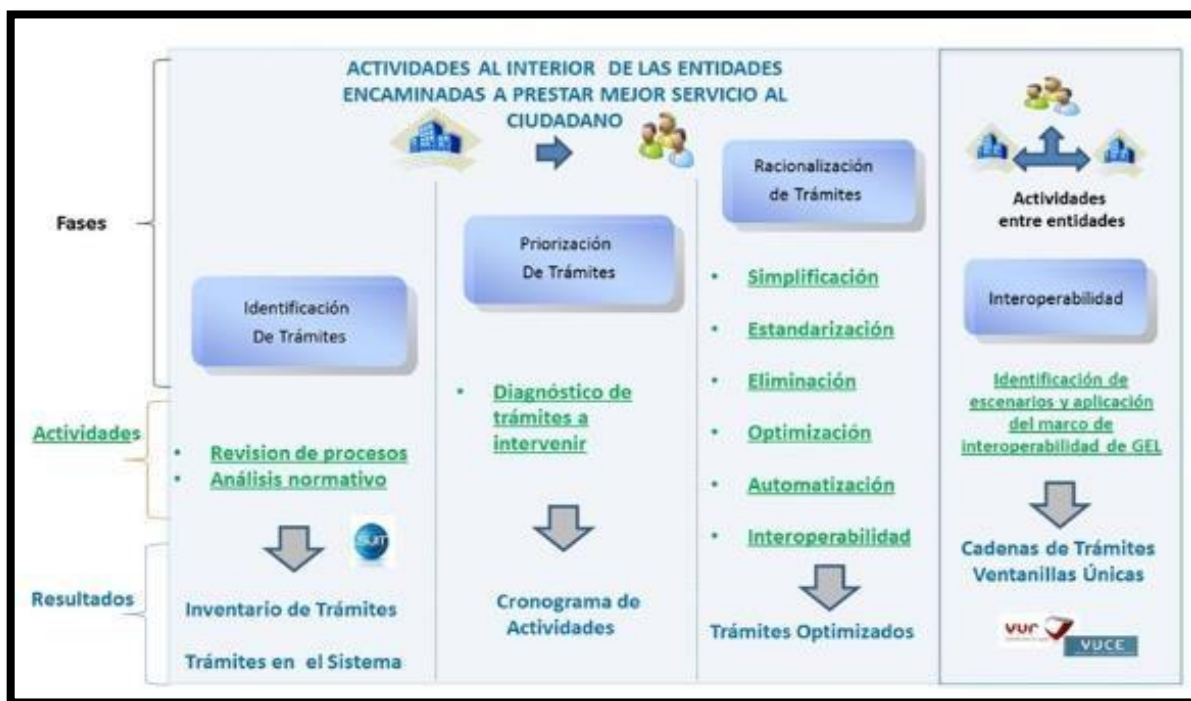 ACTIVIDADES AL INTERIOR DE LAS ENTIDADES
ENCAMINADAS A PRESTAR MEJOR SERVICIO AL
CIUDADANO
Fases
Identificación
De Trámites
Priorización
De Trámites
Racionalización
de Trámites
Actividades
entre entidades
Interoperabilidad
Actividades
• Revision de procesos
• Análisis normativo
• Diagnóstico de
trámites a
intervenir
• Simplificación
• Estandarización
• Eliminación
• Optimización
• Automatización
• Interoperabilidad
Identificación de
escenarios y aplicación
del marco de
interoperabilidad de GEL
Resultados
suit
Inventario de Trámites
Trámites en el Sistema
Cronograma de
Actividades
Trámites Optimizados
Cadenas de Trámites
Ventanillas Únicas
vur
VUCE